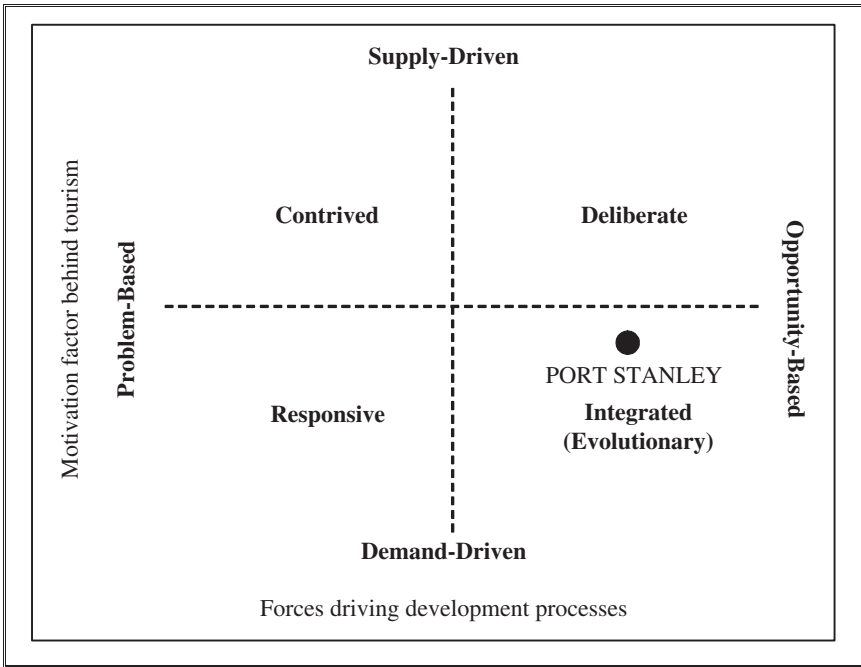 Supply-Driven
Motivation factor behind tourism
Problem-Based
Contrived
Deliberate
Opportunity-Based
PORT STANLEY
Responsive
Integrated
(Evolutionary)
Demand-Driven
Forces driving development processes